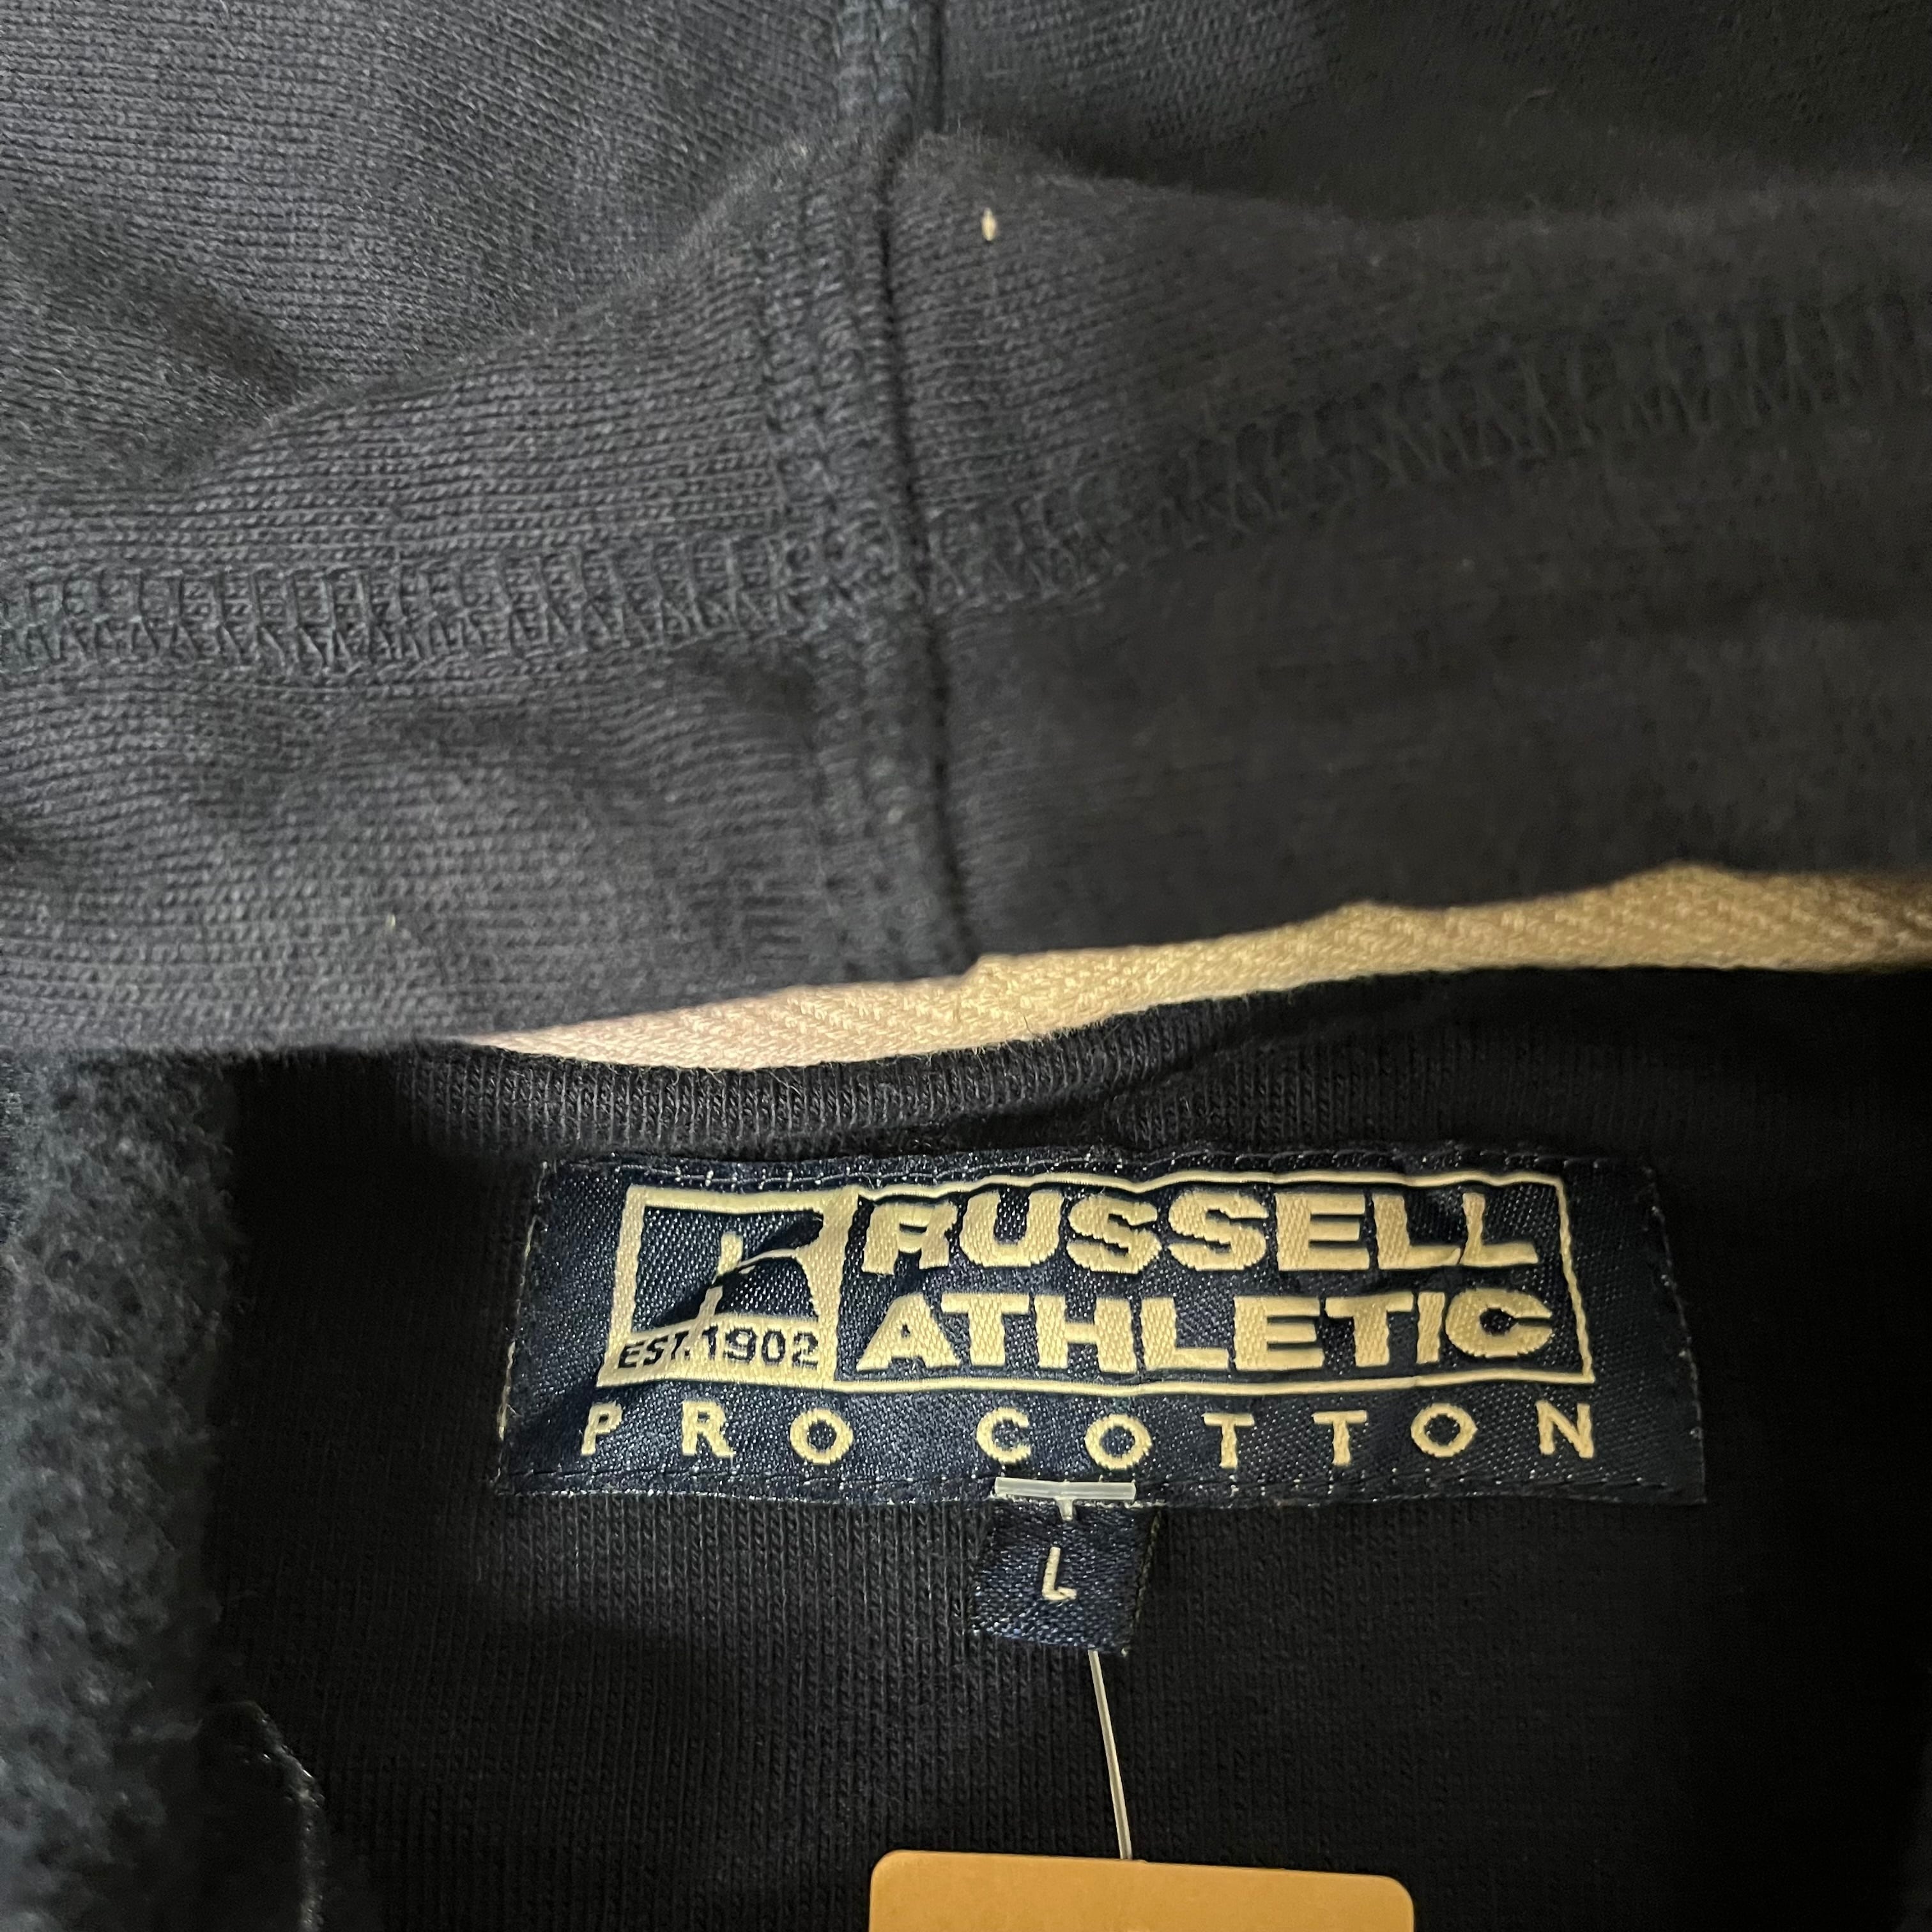 R
EST.1902
RUSSELL
ATHLETIC
PRO COTTON
L